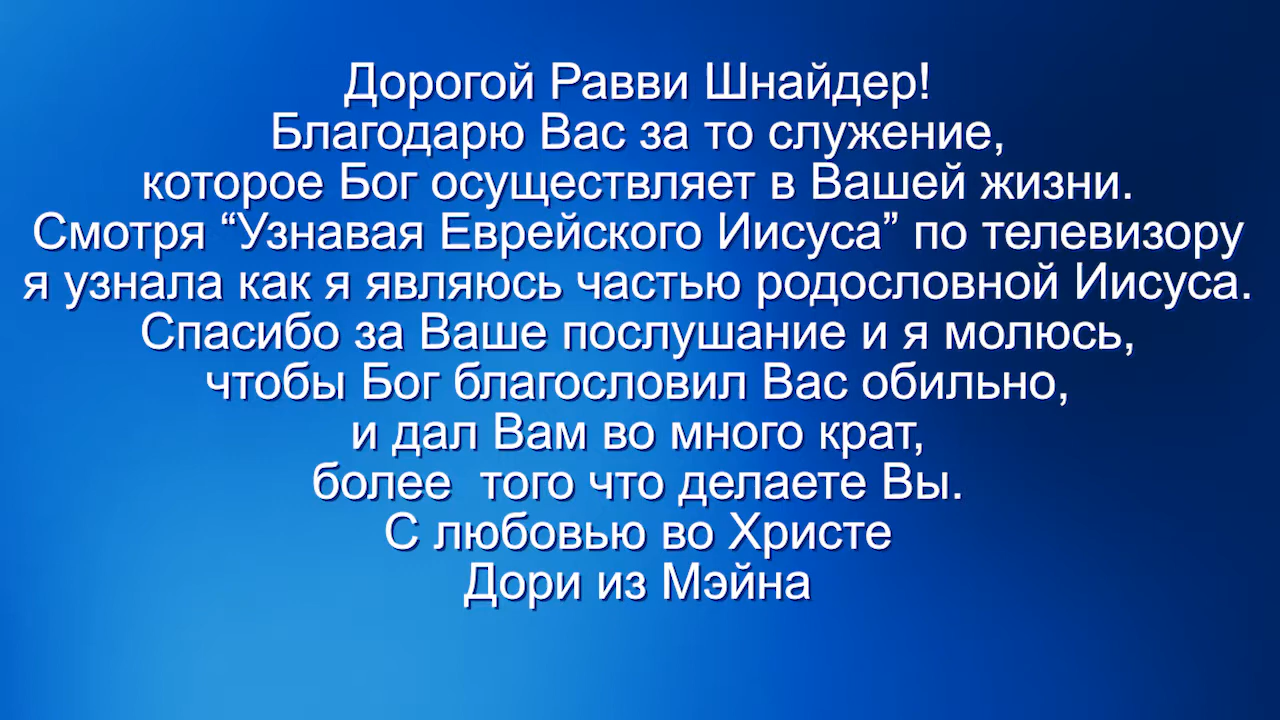 Дорогой Равви Шнайдер!
Благодарю Вас за то служение,
которое Бог осуществляет в Вашей жизни.
Смотря “Узнавая Еврейского Иисуса” по телевизору
я узнала как я являюсь частью родословной Иисуса.
Спасибо за Ваше послушание и я молюсь,
чтобы Бог благословил Вас обильно,
и дал Вам во много крат,
более  того что делаете Вы.
С любовью во Христе
Дори из Мэйна